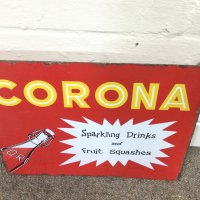 CORONA
Sparkling Drinks
and
fruit squashes